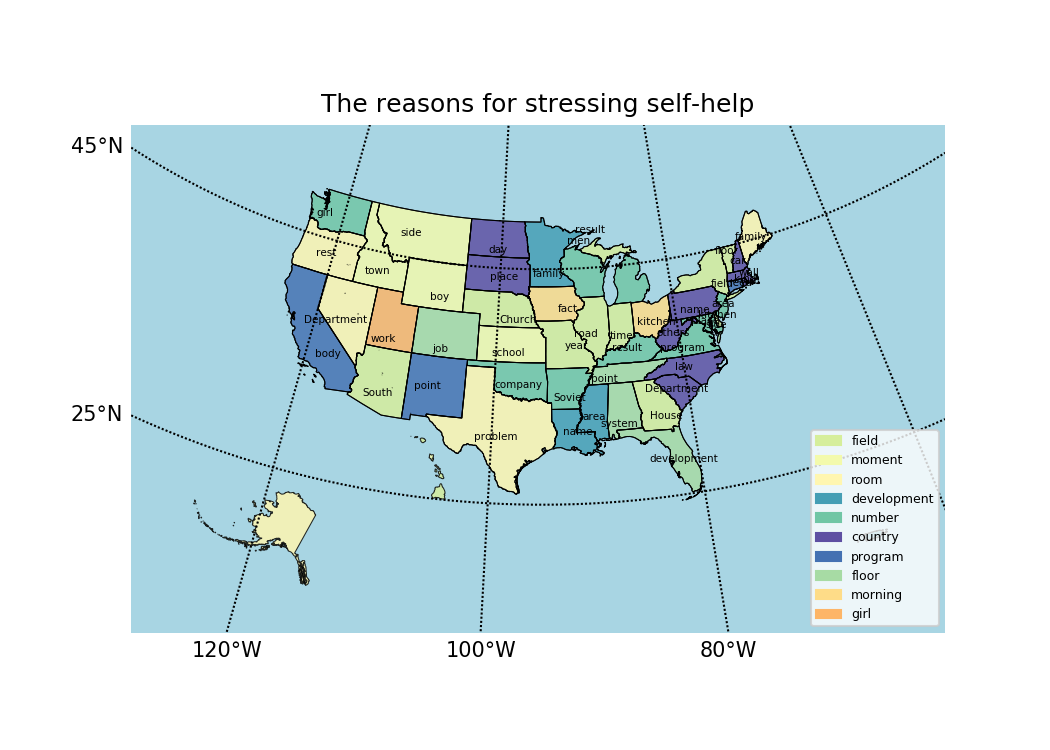 The reasons for stressing self-help
45°N
25°N
120°W
100°W
80°W
girl
side
rest
town
boy
Department
work
body
job
South
point
day
place
Church
school
company
problem
result
men
family
fact
road
year
time
result
kitchen
others
program
law
Department
point
Soviet
area
name
system
House
development
name
family
floor
field
area
field
moment
room
development
number
country
program
floor
morning
girl